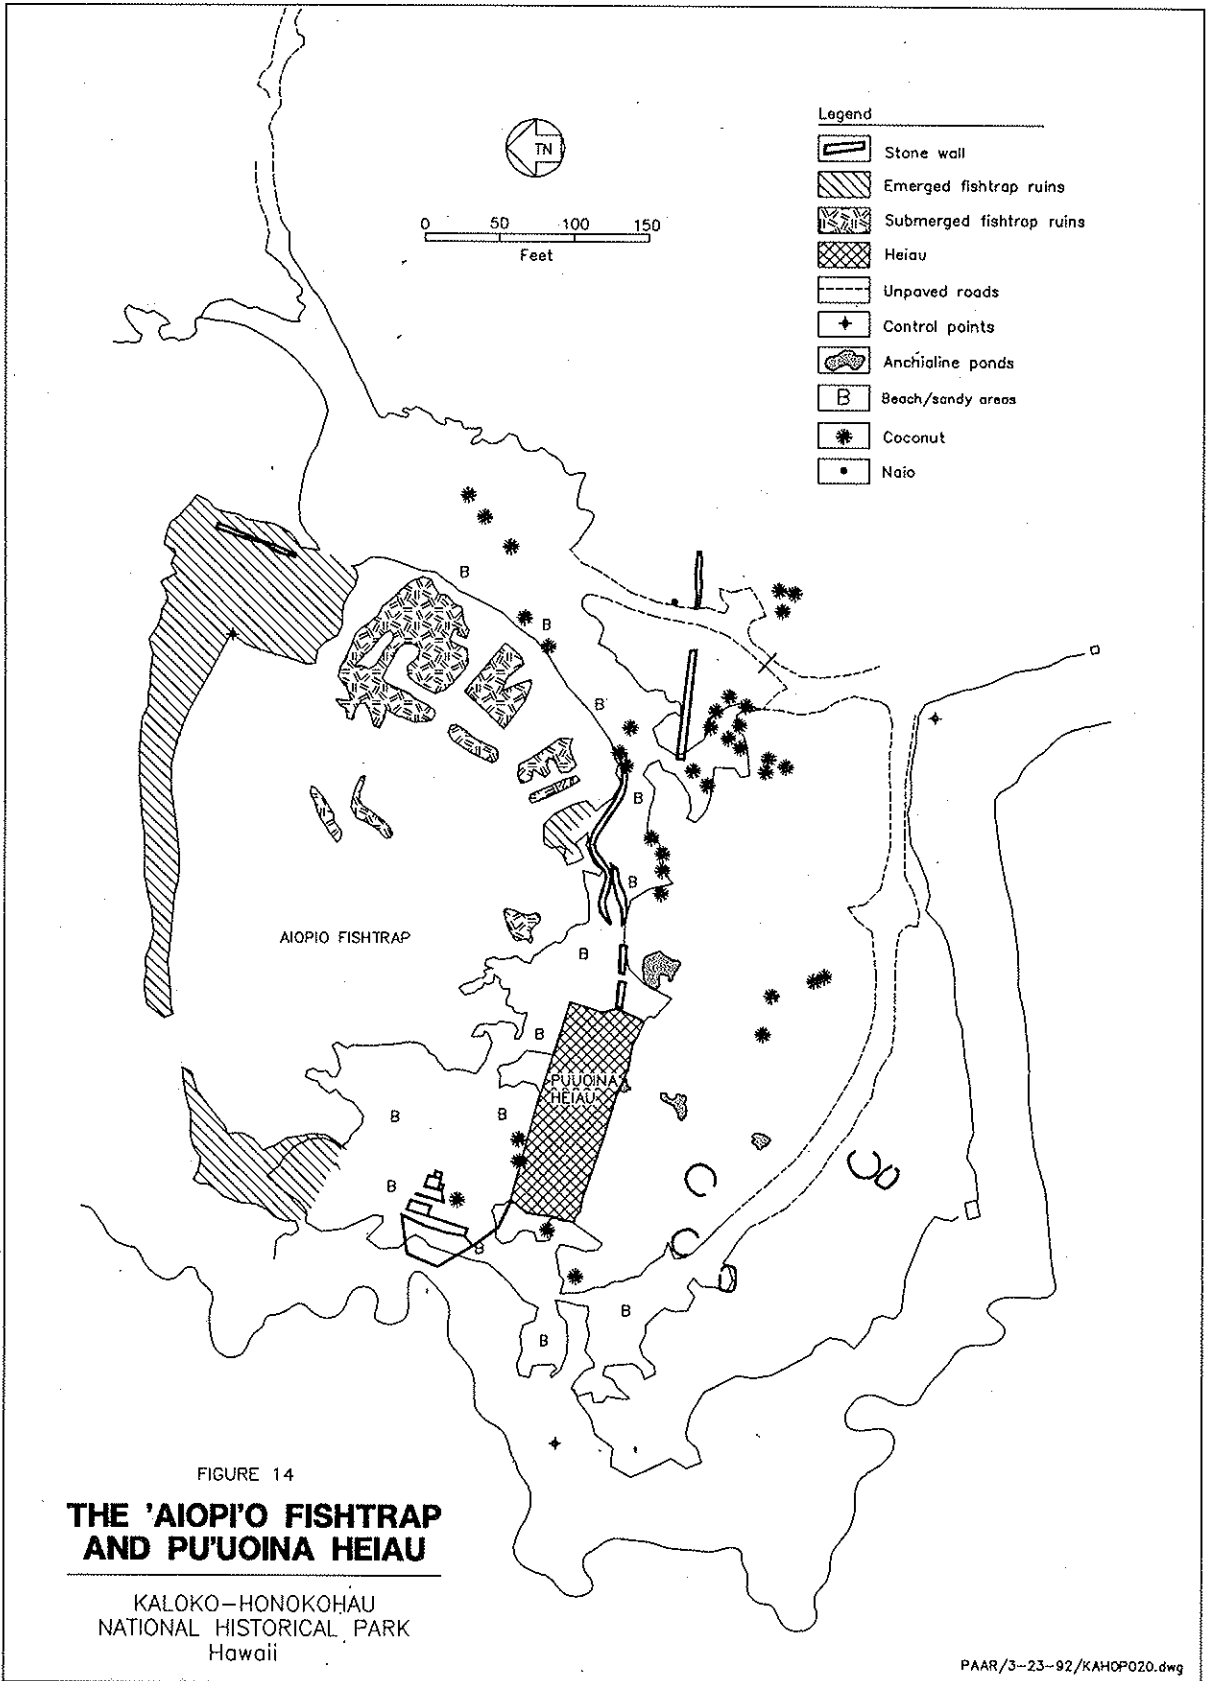 TN
0 50 100 150
Feet
Legend
Stone wall
Emerged fishtrap ruins
Submerged fishtrap ruins
Heiau
Unpaved roads
Control points
Anchialine ponds
B Beach/sandy areas
Coconut
Naio
B
B
B
B
B
AIOPIO FISHTRAP
B
B
PUUOINA
HEIAU
B
B
B
B
B
B
FIGURE 14
THE 'AIOPI'O FISHTRAP
AND PU'UOINA HEIAU
KALOKO-HONOKOHAU
NATIONAL HISTORICAL PARK
Hawaii
PAAR/3-23-92/KAHOP020.dwg